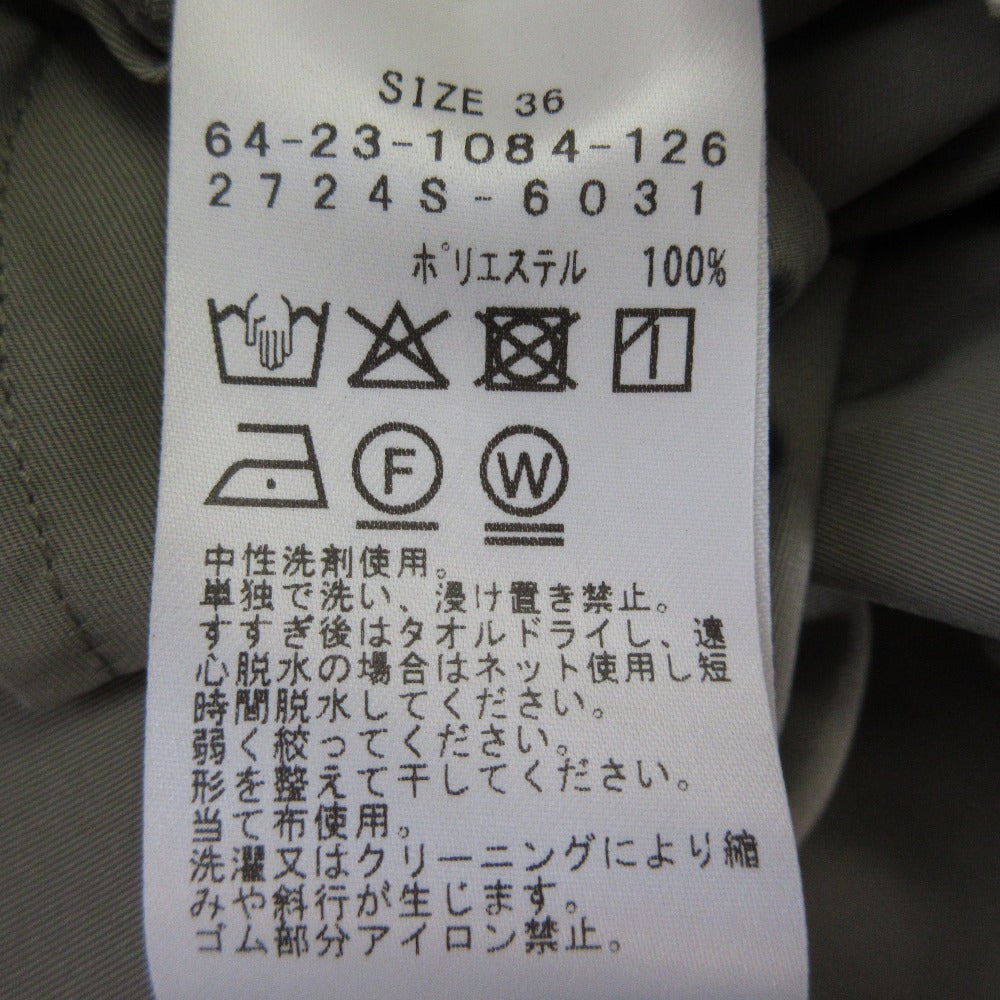 SIZE 36
64-23-1084-126
2724S-6031
ポリエステル 100%
F W
中性洗剤使用。
単独で洗い、浸け置き禁止。
すすぎ後はタオルドライし、遠
心脱水の場合はネット使用し短
時間脱水してください。
弱く絞ってください。
形を整えて干してください。
当て布使用。
洗濯又はクリーニングにより縮
みや斜行が生じます。
ゴム部分アイロン禁止。